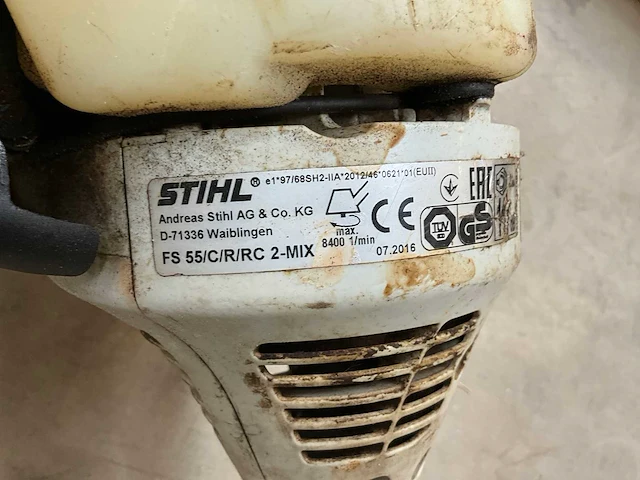 STIHL® e1*97/68SH2-IIA*2012/46*0621*01(EUII)
Andreas Stihl AG & Co. KG
D-71336 Waiblingen
FS 55/C/R/RC 2-MIX
max.
8400 1/min
CE
07.2016
EAC
TÜV
GS